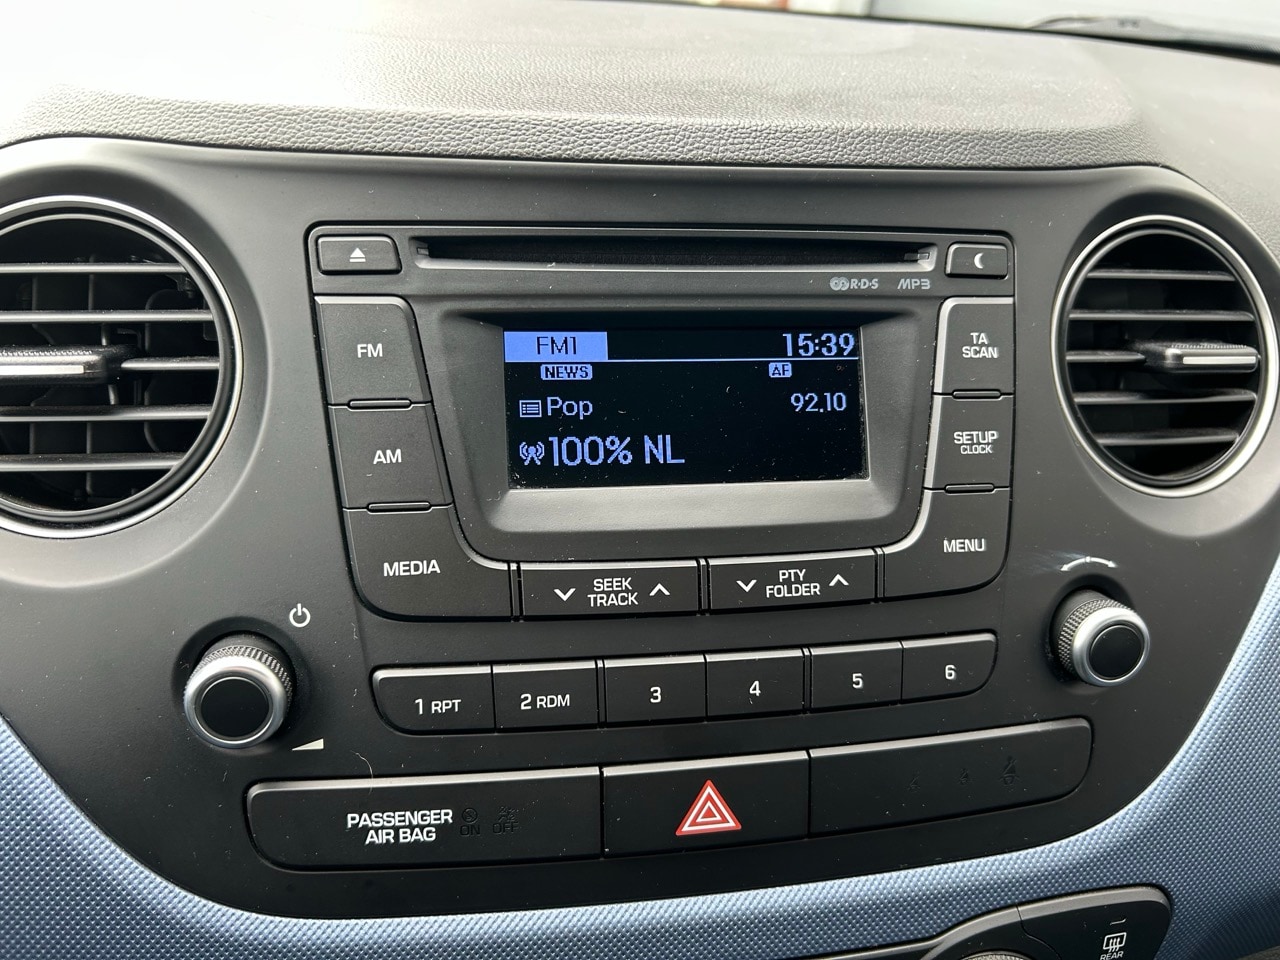 R·D·S MP3
FM
TA
SCAN
FM1 15:39
NEWS AF
Pop 92.10
100% NL
AM
SETUP
CLOCK
MEDIA
MENU
SEEK
TRACK
PTY
FOLDER
1 RPT
2 RDM
3
4
5
6
PASSENGER
AIR BAG
ON OFF
REAR